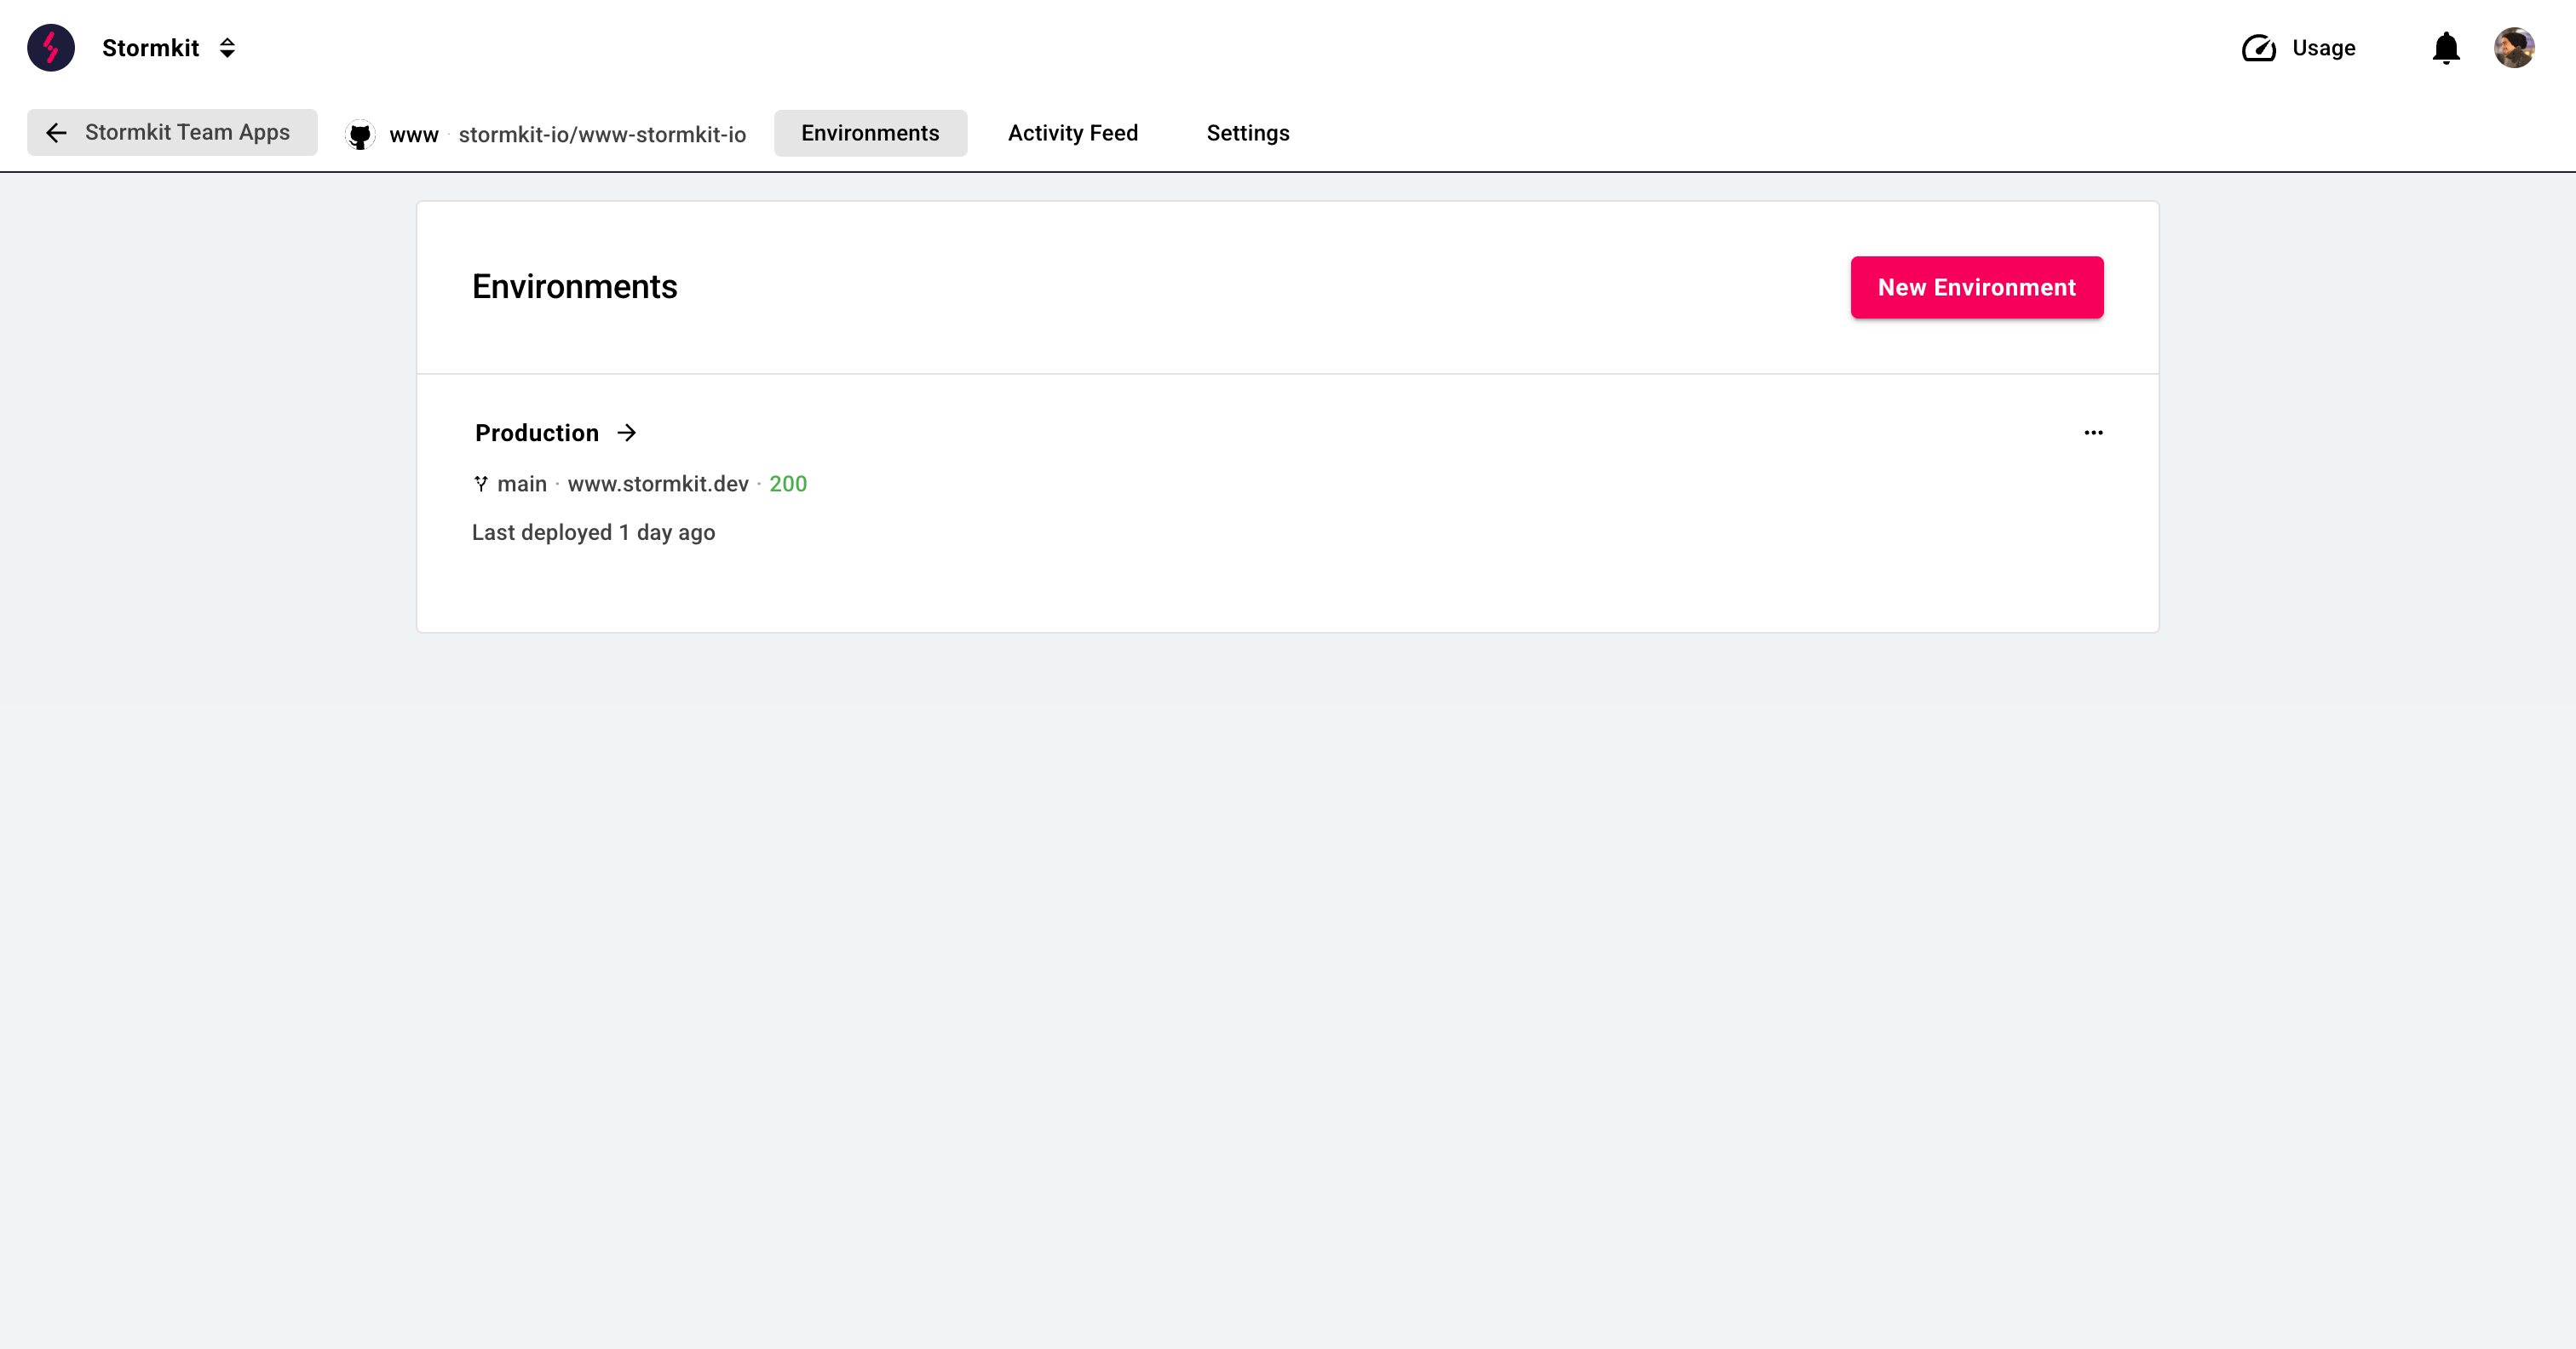 Stormkit
Usage
Stormkit Team Apps
www · stormkit-io/www-stormkit-io
Environments
Activity Feed
Settings
Environments
New Environment
Production
main · www.stormkit.dev · 200
Last deployed 1 day ago